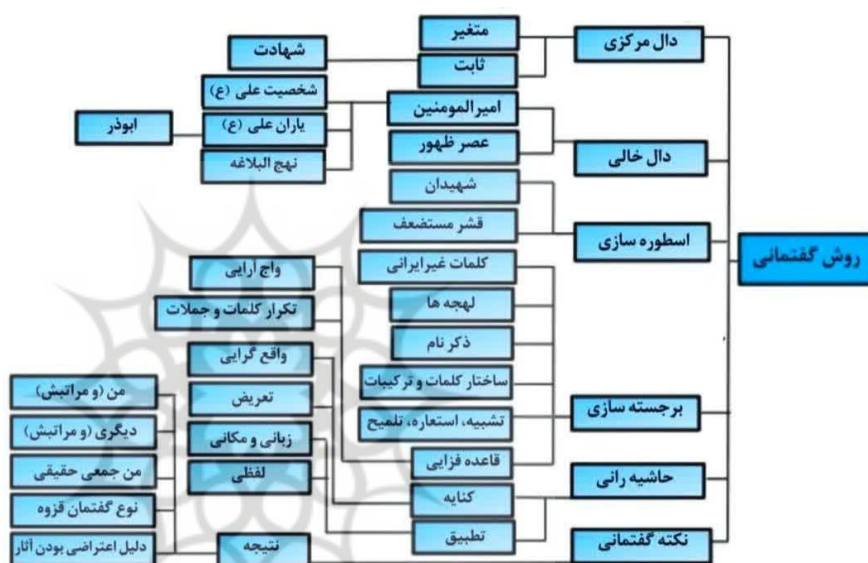 روش گفتمانی
دال مرکزی
متغیر
ثابت
شهادت
دال خالی
امیرالمومنین
شخصیت علی (ع)
یاران علی (ع)
ابوذر
نهج البلاغه
عصر ظهور
اسطوره سازی
شهیدان
قشر مستضعف
برجسته سازی
کلمات غیرایرانی
لهجه ها
ذکر نام
ساختار کلمات و ترکیبات
تشبیه، استعاره، تلمیح
قاعده فزایی
واج آرایی
تکرار کلمات و جملات
حاشیه رانی
کنایه
واقع گرایی
تعریض
تطبیق
زبانی و مکانی
لفظی
نکته گفتمانی
نتیجه
من (و مراتبش)
دیگری (و مراتبش)
من جمعی حقیقی
نوع گفتمان قزوه
دلیل اعتراضی بودن آثار